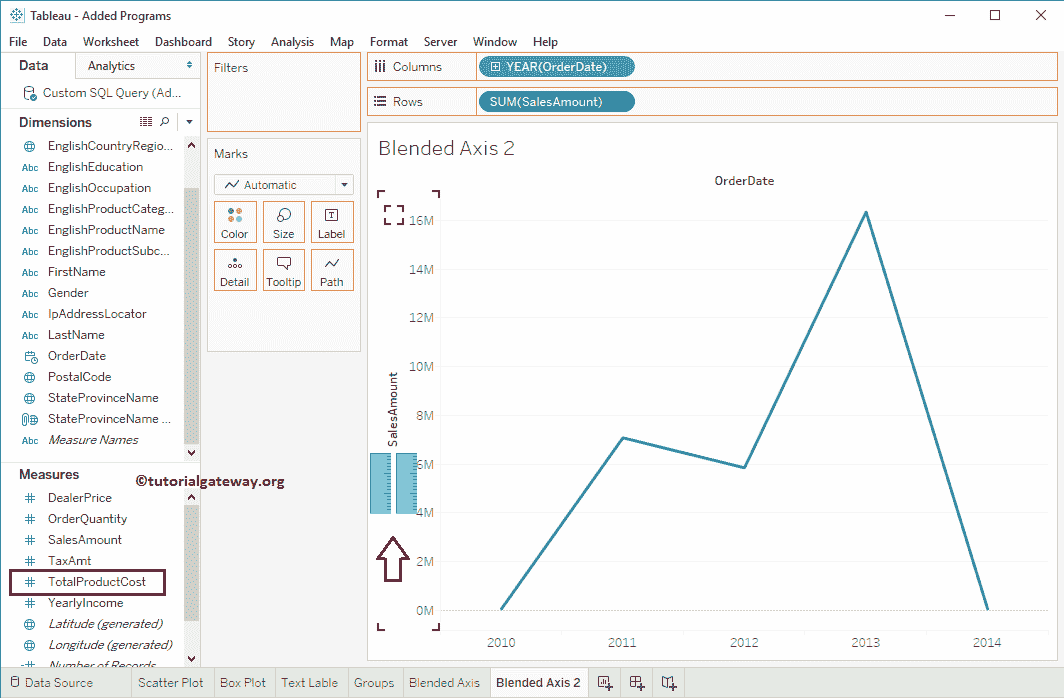 Tableau - Added Programs
File Data Worksheet Dashboard Story Analysis Map Format Server Window Help
Data Analytics
Custom SQL Query (Ad...
Dimensions
EnglishCountryRegio...
Abc EnglishEducation
Abc EnglishOccupation
Abc EnglishProductCateg...
Abc EnglishProductName
Abc EnglishProductSubc...
Abc FirstName
Abc Gender
Abc IpAddressLocator
Abc LastName
OrderDate
PostalCode
StateProvinceName
StateProvinceName ...
Abc Measure Names
Measures
DealerPrice
OrderQuantity
SalesAmount
TaxAmt
TotalProductCost
YearlyIncome
Latitude (generated)
Longitude (generated)
Number of Records
©tutorialgateway.org
Filters
Marks
Automatic
Color Size Label
Detail Tooltip Path
Columns YEAR(OrderDate)
Rows SUM(SalesAmount)
Blended Axis 2
OrderDate
SalesAmount
16M
14M
12M
10M
8M
6M
4M
2M
0M
2010 2011 2012 2013 2014
Data Source Scatter Plot Box Plot Text Lable Groups Blended Axis Blended Axis 2